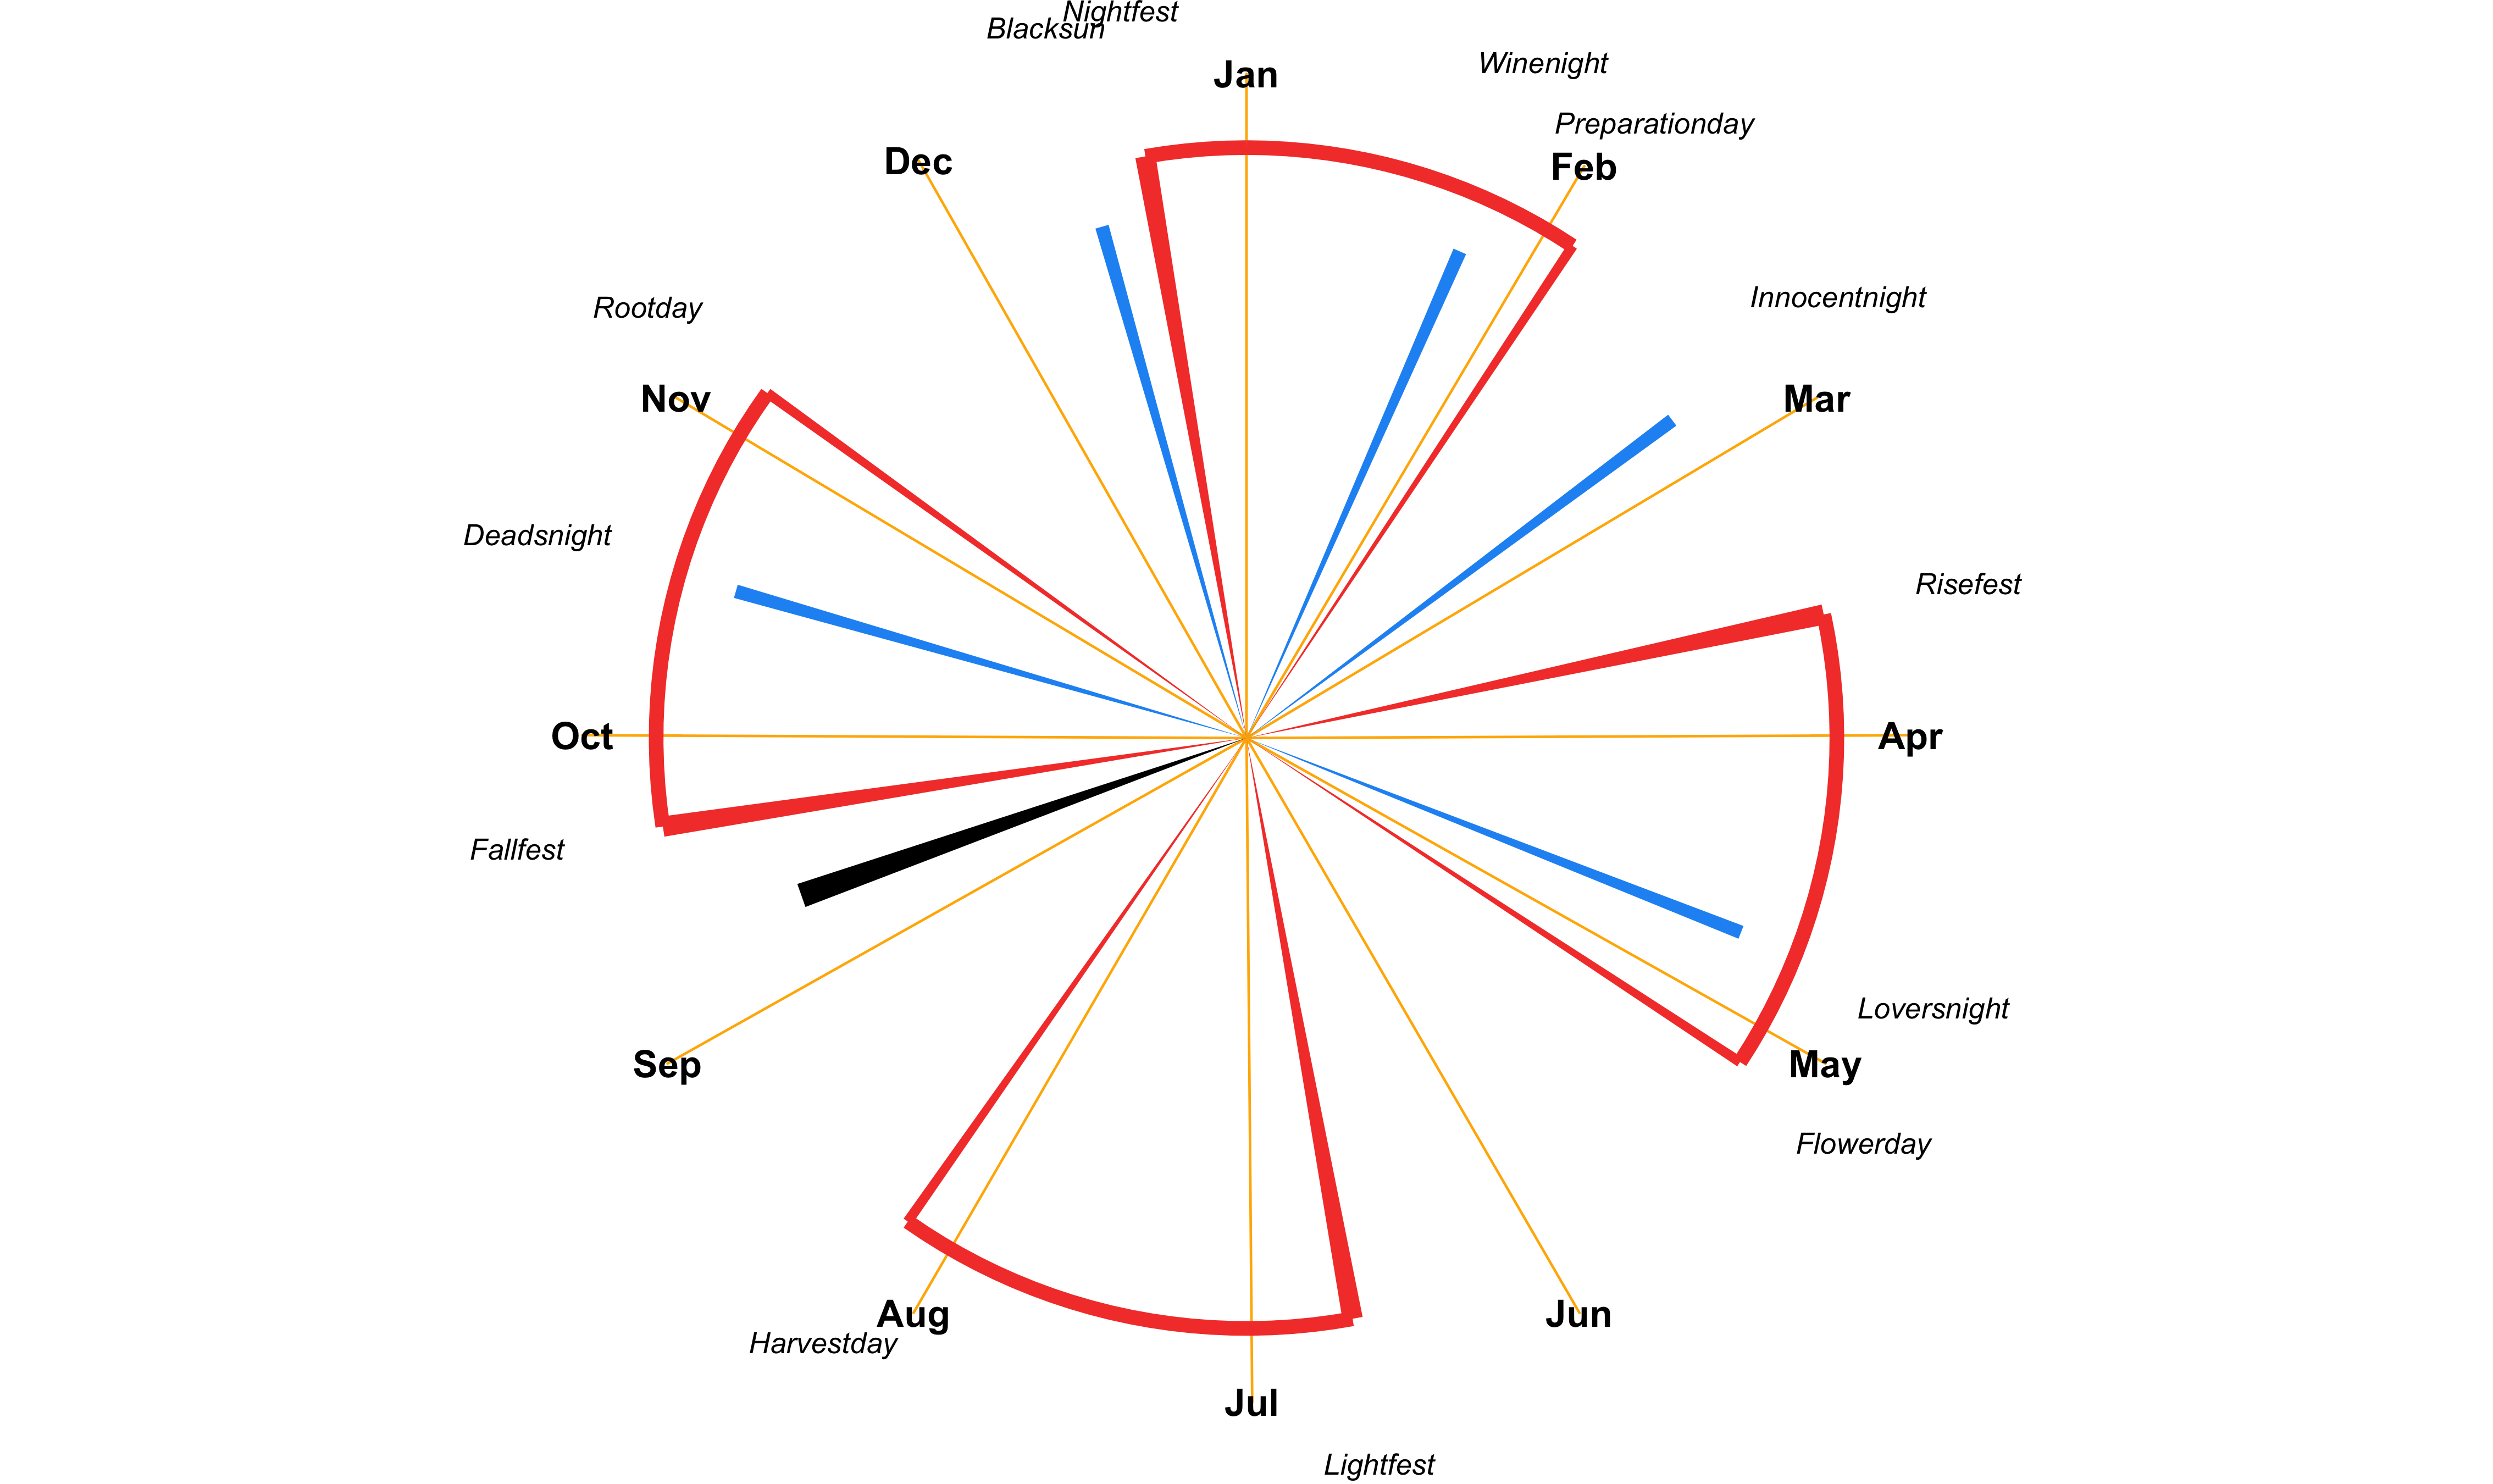 Nightfest
Blacksun
Jan
Winenight
Preparationday
Feb
Dec
Innocentnight
Rootday
Mar
Nov
Deadsnight
Risefest
Oct
Apr
Fallfest
Loversnight
Sep
May
Flowerday
Aug
Jun
Harvestday
Jul
Lightfest